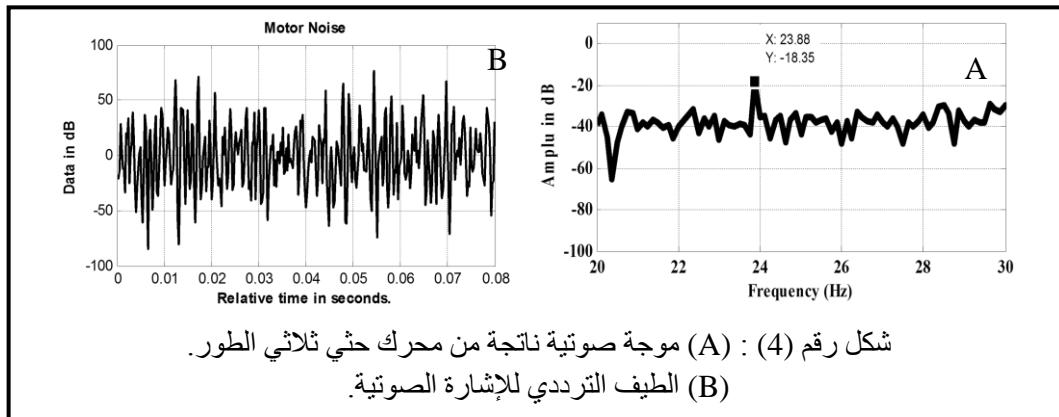 Motor Noise
B
Data in dB
100
50
0
-50
-100
0 0.01 0.02 0.03 0.04 0.05 0.06 0.07 0.08
Relative time in seconds.
X: 23.88
Y: -18.35
A
Amplu in dB
0
-20
-40
-60
-80
-100
20 22 24 26 28 30
Frequency (Hz)
شكل رقم (4) : (A) موجة صوتية ناتجة من محرك حثي ثلاثي الطور.
(B) الطيف الترددي للإشارة الصوتية.